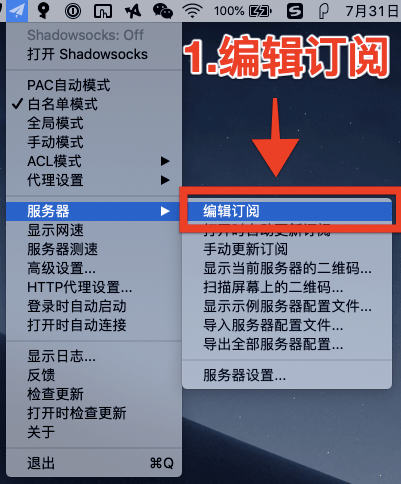 100%
7月31日
Shadowsocks: Off
打开 Shadowsocks
1.编辑订阅
PAC自动模式
白名单模式
全局模式
手动模式
ACL模式
代理设置
服务器
显示网速
服务器测速
高级设置...
HTTP代理设置...
登录时自动启动
打开时自动连接
显示日志...
反馈
检查更新
打开时检查更新
关于
退出 ⌘Q
编辑订阅
打开时自动更新订阅
手动更新订阅
显示当前服务器的二维码...
扫描屏幕上的二维码...
显示示例服务器配置文件...
导入服务器配置文件...
导出全部服务器配置...
服务器设置...